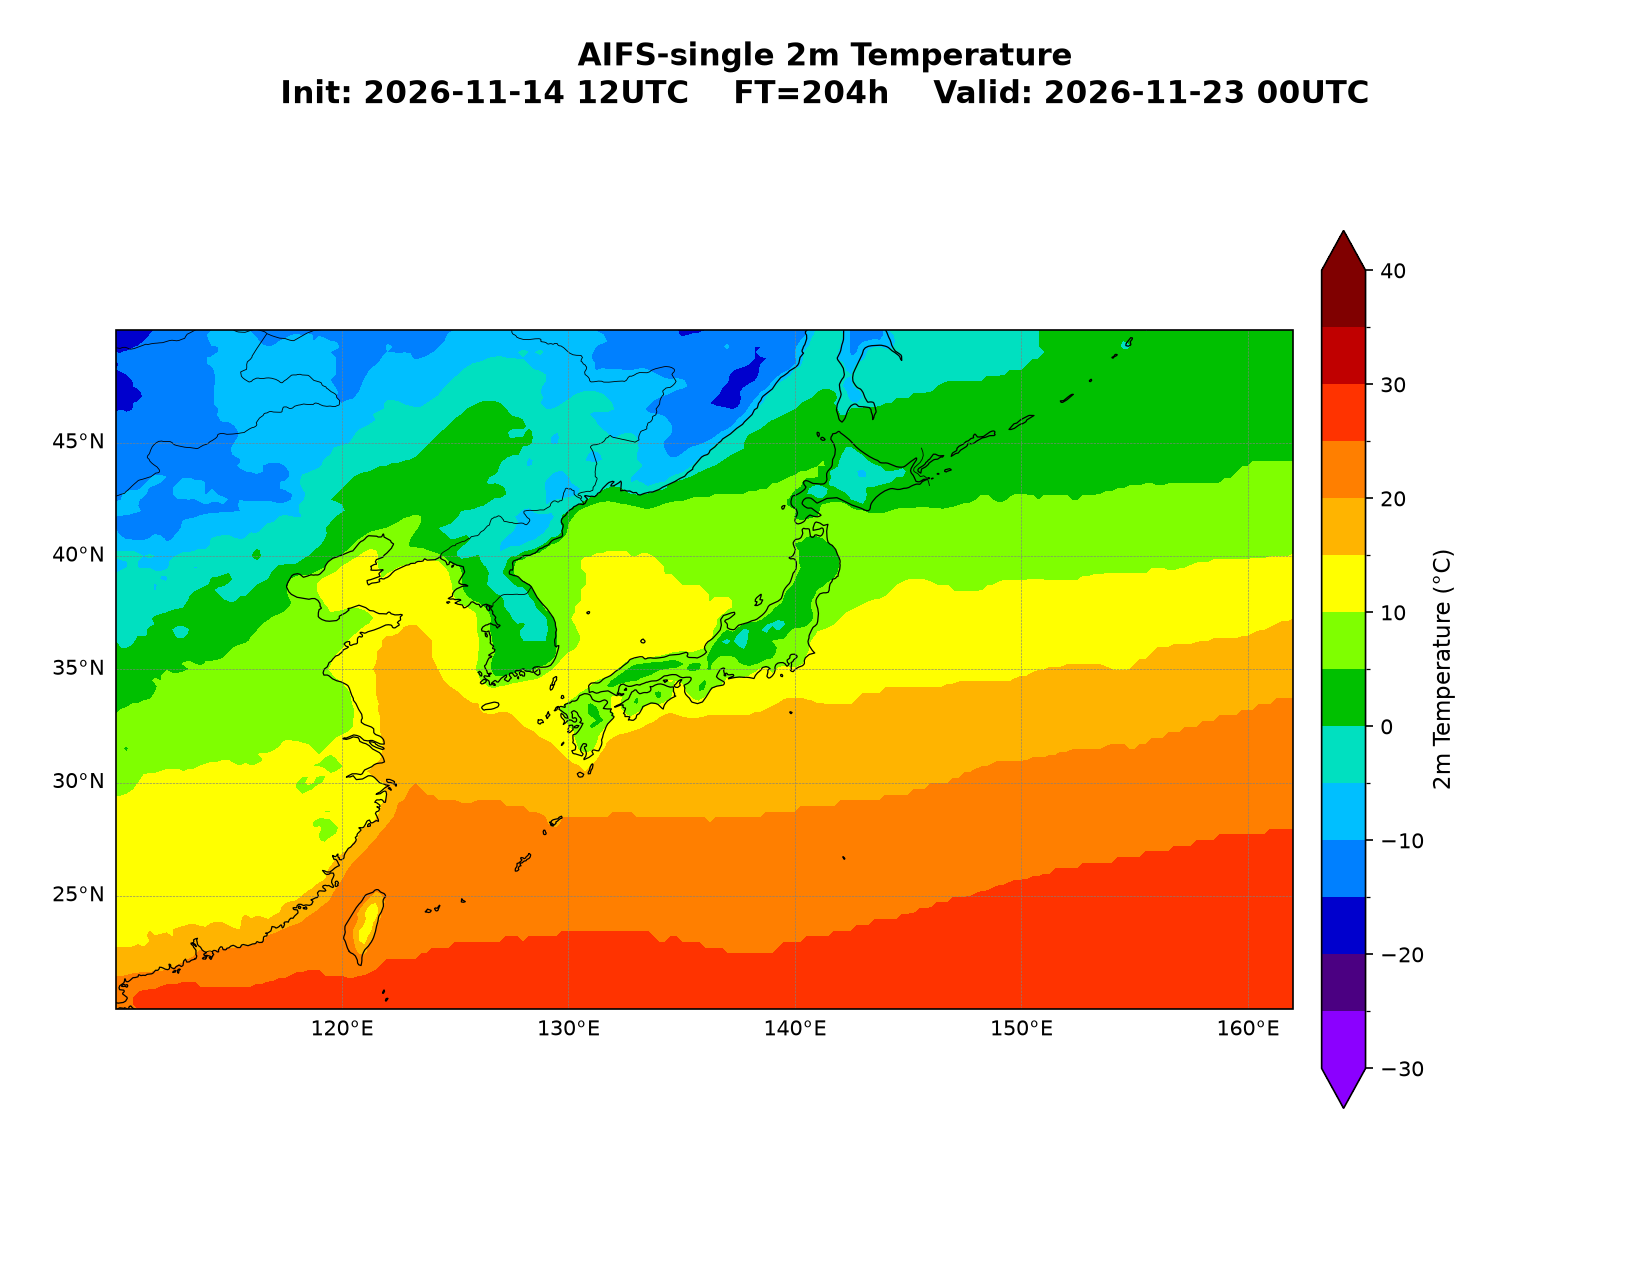 AIFS-single 2m Temperature
Init: 2026-11-14 12UTC    FT=204h    Valid: 2026-11-23 00UTC
45°N
40°N
35°N
30°N
25°N
120°E
130°E
140°E
150°E
160°E
40
30
20
10
0
−10
−20
−30
2m Temperature (°C)